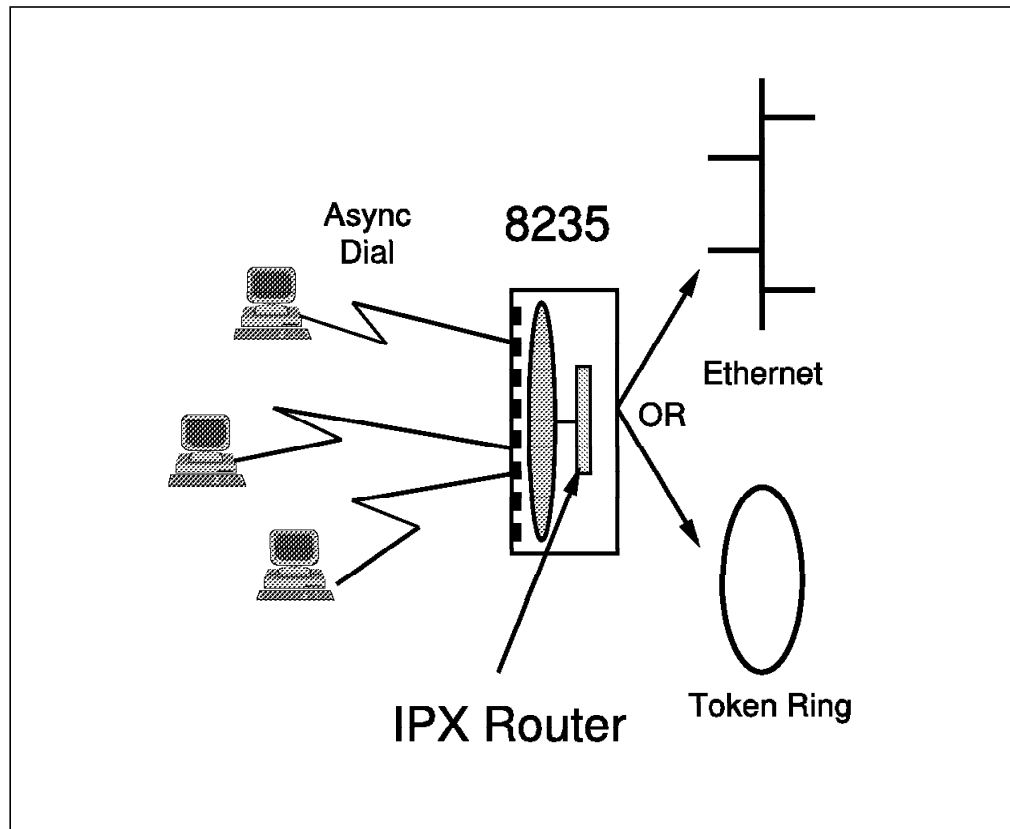 Async
Dial
8235
Ethernet
OR
Token Ring
IPX Router